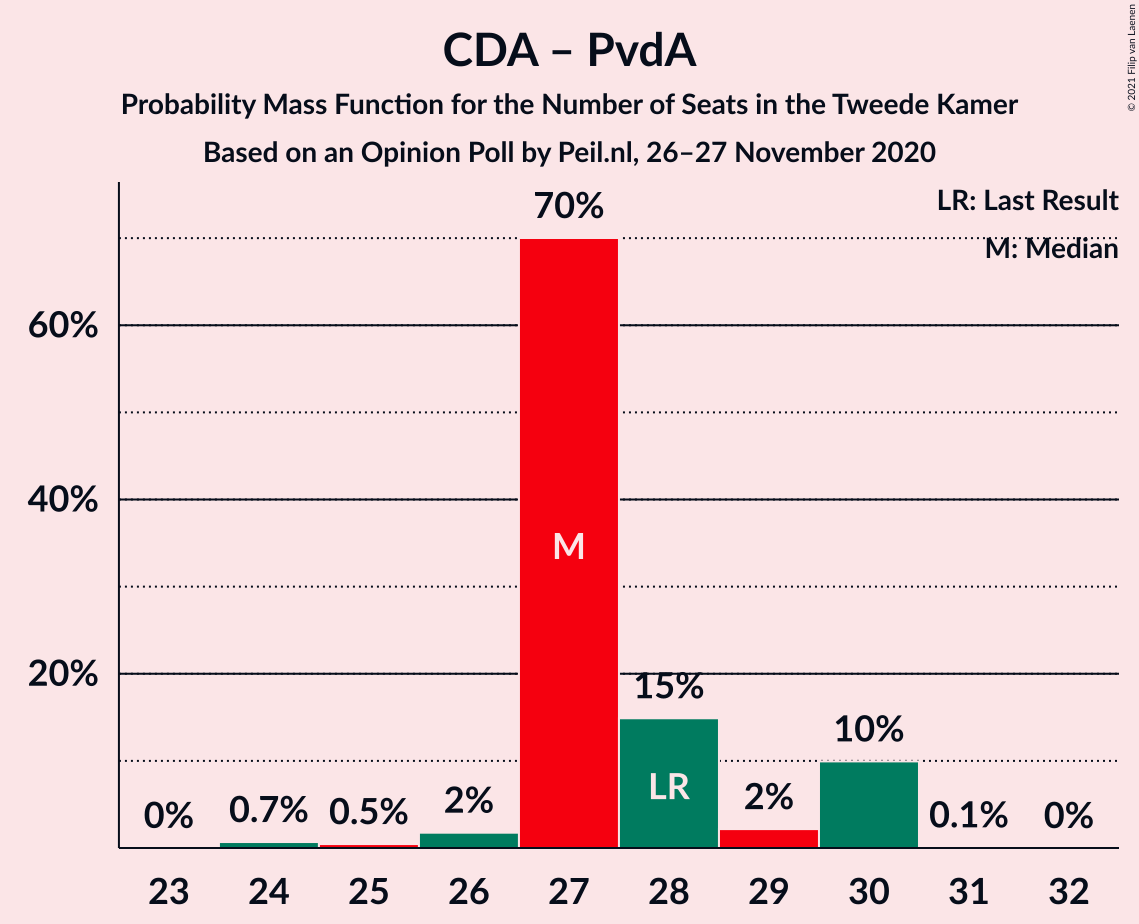 CDA – PvdA
Probability Mass Function for the Number of Seats in the Tweede Kamer
Based on an Opinion Poll by Peil.nl, 26–27 November 2020
© 2021 Filip van Laenen
LR: Last Result
M: Median
60%
40%
20%
0%
0.7%
0.5%
2%
70%
15%
2%
10%
0.1%
0%
M
LR
23 24 25 26 27 28 29 30 31 32